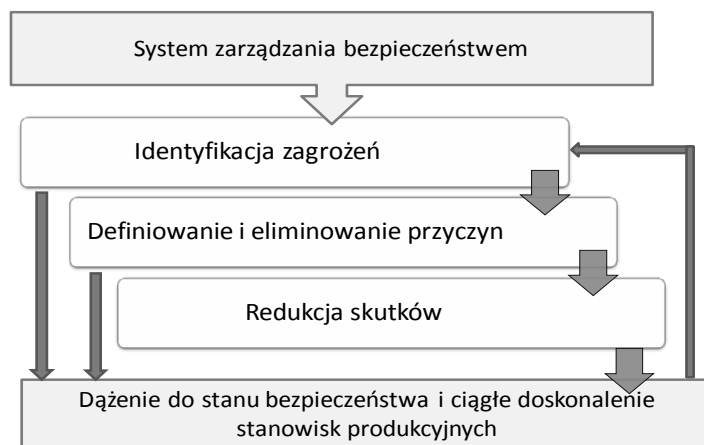 System zarządzania bezpieczeństwem
Identyfikacja zagrożeń
Definiowanie i eliminowanie przyczyn
Redukcja skutków
Dążenie do stanu bezpieczeństwa i ciągłe doskonalenie
stanowisk produkcyjnych